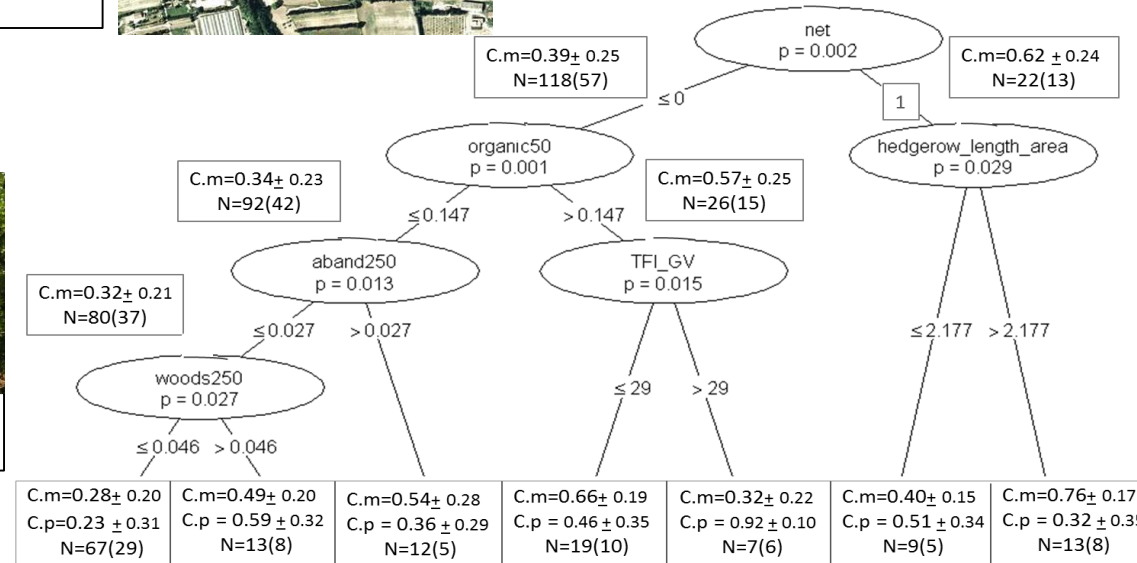 net
p = 0.002
C.m=0.39± 0.25
N=118(57)
C.m=0.62 ± 0.24
N=22(13)
≤ 0
1
organic50
p = 0.001
hedgerow_length_area
p = 0.029
C.m=0.34± 0.23
N=92(42)
C.m=0.57± 0.25
N=26(15)
≤ 0.147
> 0.147
aband250
p = 0.013
TFI_GV
p = 0.015
C.m=0.32± 0.21
N=80(37)
≤ 0.027
> 0.027
≤ 2.177
> 2.177
woods250
p = 0.027
≤ 29
> 29
≤ 0.046
> 0.046
C.m=0.28± 0.20
C.p=0.23 ± 0.31
N=67(29)
C.m=0.49± 0.20
C.p = 0.59 ± 0.32
N=13(8)
C.m=0.54± 0.28
C.p = 0.36 ± 0.29
N=12(5)
C.m=0.66± 0.19
C.p = 0.46 ± 0.35
N=19(10)
C.m=0.32± 0.22
C.p = 0.92 ± 0.10
N=7(6)
C.m=0.40± 0.15
C.p = 0.51 ± 0.34
N=9(5)
C.m=0.76± 0.17
C.p = 0.32 ± 0.35
N=13(8)